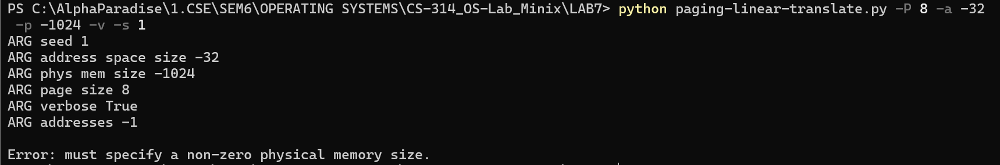 PS C:\AlphaParadise\1.CSE\SEM6\OPERATING SYSTEMS\CS-314_OS-Lab_Minix\LAB7> python paging-linear-translate.py -P 8 -a -32
-p -1024 -v -s 1
ARG seed 1
ARG address space size -32
ARG phys mem size -1024
ARG page size 8
ARG verbose True
ARG addresses -1
Error: must specify a non-zero physical memory size.